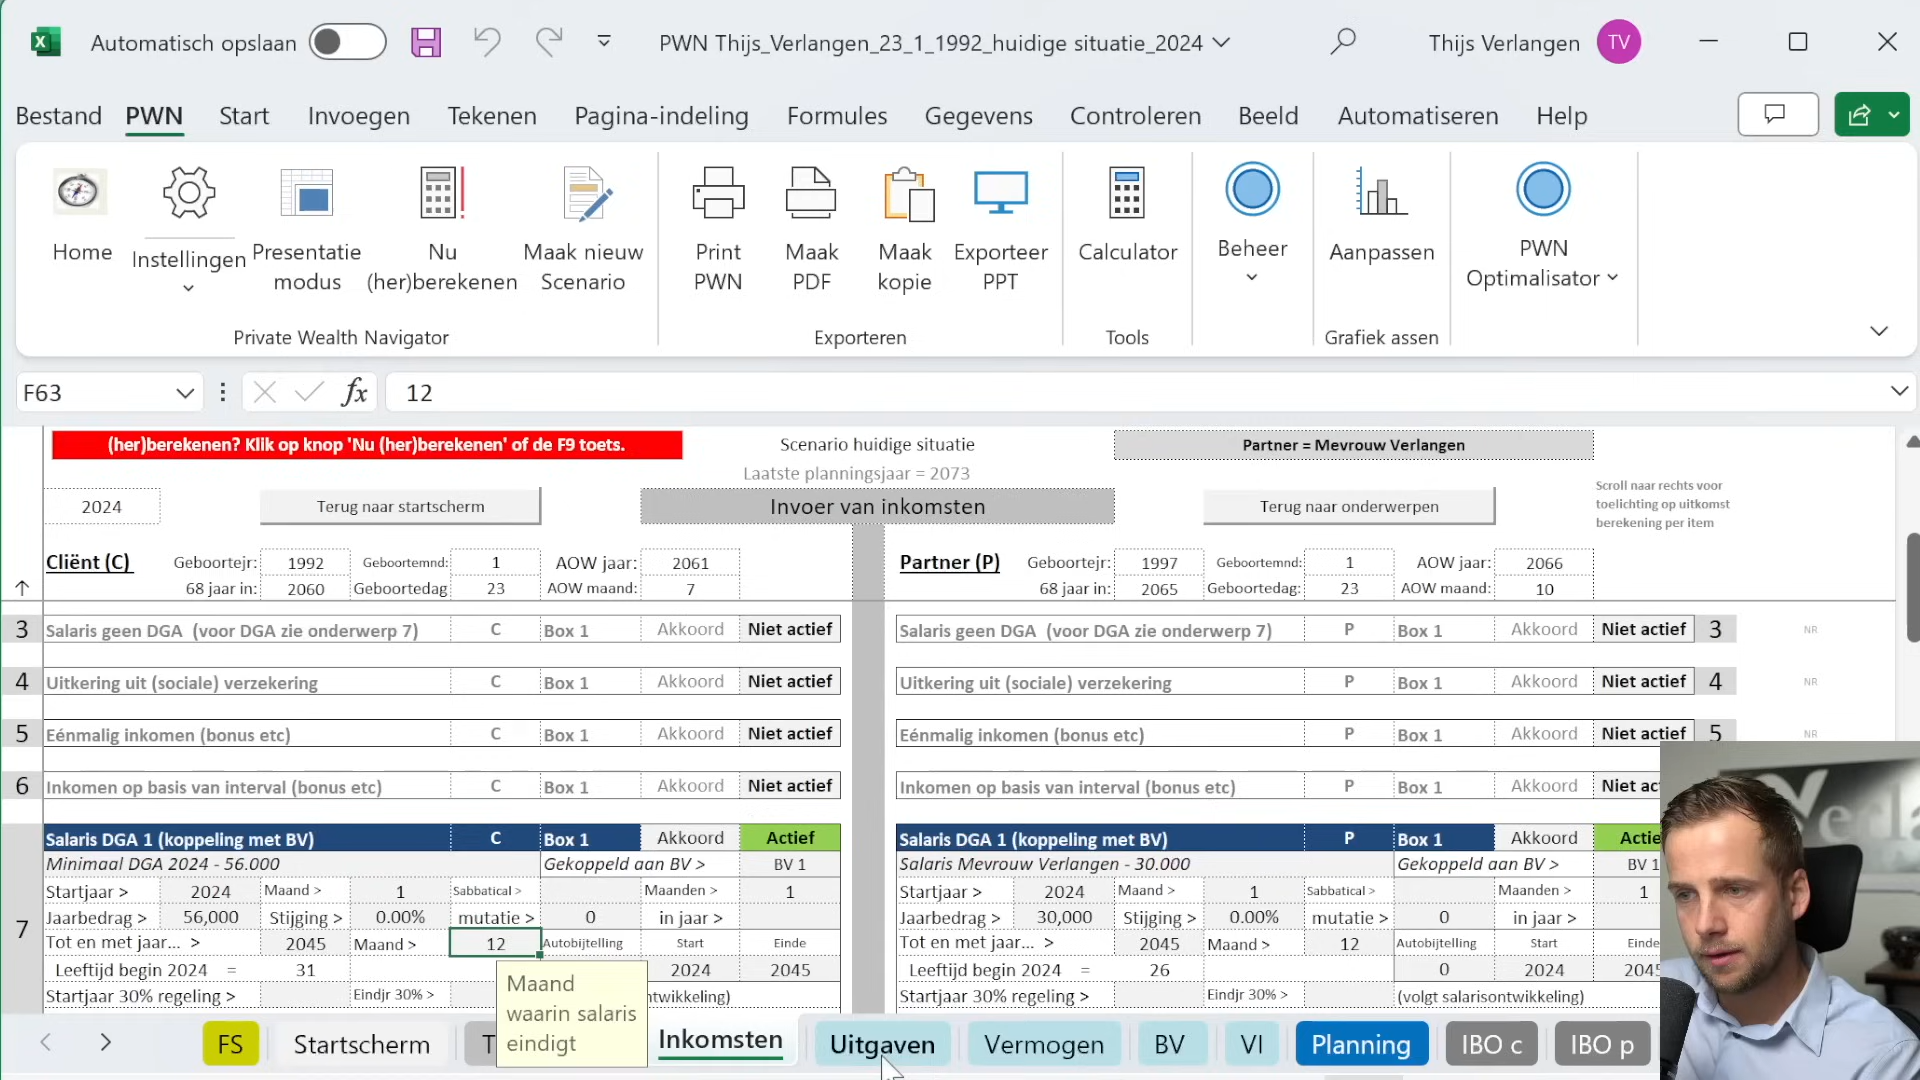 Automatisch opslaan
PWN Thijs_Verlangen_23_1_1992_huidige situatie_2024
Thijs Verlangen TV
Bestand PWN Start Invoegen Tekenen Pagina-indeling Formules Gegevens Controleren Beeld Automatiseren Help
Home Instellingen Presentatie modus Nu (her)berekenen Maak nieuw Scenario Print PWN Maak PDF Maak kopie Exporteer PPT Calculator Beheer Aanpassen PWN Optimalisator
Private Wealth Navigator Exporteren Tools Grafiek assen
F63 fx 12
(her)berekenen? Klik op knop 'Nu (her)berekenen' of de F9 toets. Scenario huidige situatie Partner = Mevrouw Verlangen
Laatste planningsjaar = 2073
2024 Terug naar startscherm Invoer van inkomsten Terug naar onderwerpen
Scroll naar rechts voor
toelichting op uitkomst
berekening per item
Cliënt (C) Geboortejr: 1992 Geboortemnd: 1 AOW jaar: 2061 Partner (P) Geboortejr: 1997 Geboortemnd: 1 AOW jaar: 2066
68 jaar in: 2060 Geboortedag 23 AOW maand: 7 68 jaar in: 2065 Geboortedag: 23 AOW maand: 10
3 Salaris geen DGA (voor DGA zie onderwerp 7) C Box 1 Akkoord Niet actief Salaris geen DGA (voor DGA zie onderwerp 7) P Box 1 Akkoord Niet actief 3 NR
4 Uitkering uit (sociale) verzekering C Box 1 Akkoord Niet actief Uitkering uit (sociale) verzekering P Box 1 Akkoord Niet actief 4 NR
5 Eénmalig inkomen (bonus etc) C Box 1 Akkoord Niet actief Eénmalig inkomen (bonus etc) P Box 1 Akkoord Niet actief 5 NR
6 Inkomen op basis van interval (bonus etc) C Box 1 Akkoord Niet actief Inkomen op basis van interval (bonus etc) P Box 1 Akkoord Niet ac
7 Salaris DGA 1 (koppeling met BV) C Box 1 Akkoord Actief Salaris DGA 1 (koppeling met BV) P Box 1 Akkoord Actie
Minimaal DGA 2024 - 56.000 Gekoppeld aan BV > BV 1 Salaris Mevrouw Verlangen - 30.000 Gekoppeld aan BV > BV 1
Startjaar > 2024 Maand > 1 Sabbatical > Maanden > 1 Startjaar > 2024 Maand > 1 Sabbatical > Maanden > 1
Jaarbedrag > 56,000 Stijging > 0.00% mutatie > 0 in jaar > Jaarbedrag > 30,000 Stijging > 0.00% mutatie > 0 in jaar >
Tot en met jaar... > 2045 Maand > 12 Autobijtelling Start Einde Tot en met jaar... > 2045 Maand > 12 Autobijtelling Start Einde
Leeftijd begin 2024 = 31 2024 2045 Leeftijd begin 2024 = 26 0 2024 2045
Startjaar 30% regeling > Eindjr 30% > ntwikkeling) Startjaar 30% regeling > Eindjr 30% > (volgt salarisontwikkeling)
Maand
waarin salaris
eindigt
FS Startscherm T Inkomsten Uitgaven Vermogen BV VI Planning IBO c IBO p